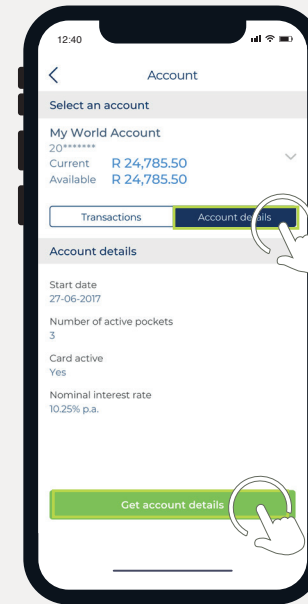 12:40
Account
Select an account
My World Account
20*******
Current R 24,785.50
Available R 24,785.50
Transactions Account details
Account details
Start date
27-06-2017
Number of active pockets
3
Card active
Yes
Nominal interest rate
10.25% p.a.
Get account details